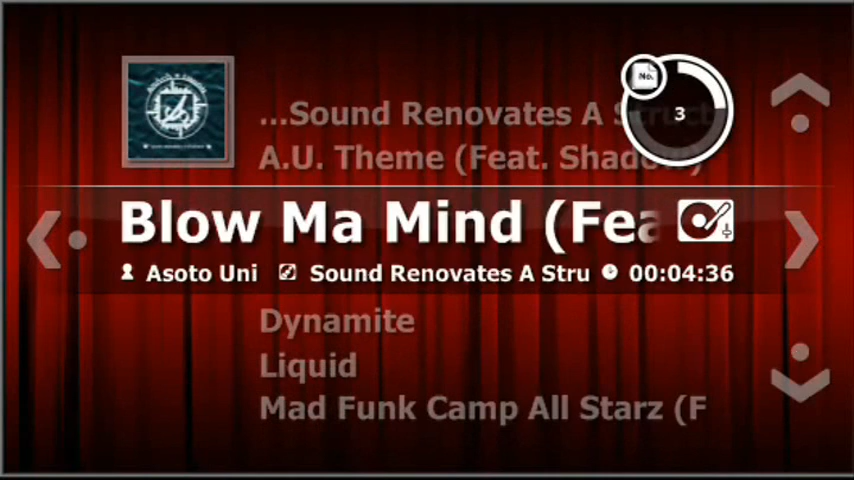 ...Sound Renovates A Struct
No.
3
A.U. Theme (Feat. Shadow)
Blow Ma Mind (Fea
Asoto Uni
Sound Renovates A Stru
00:04:36
Dynamite
Liquid
Mad Funk Camp All Starz (F